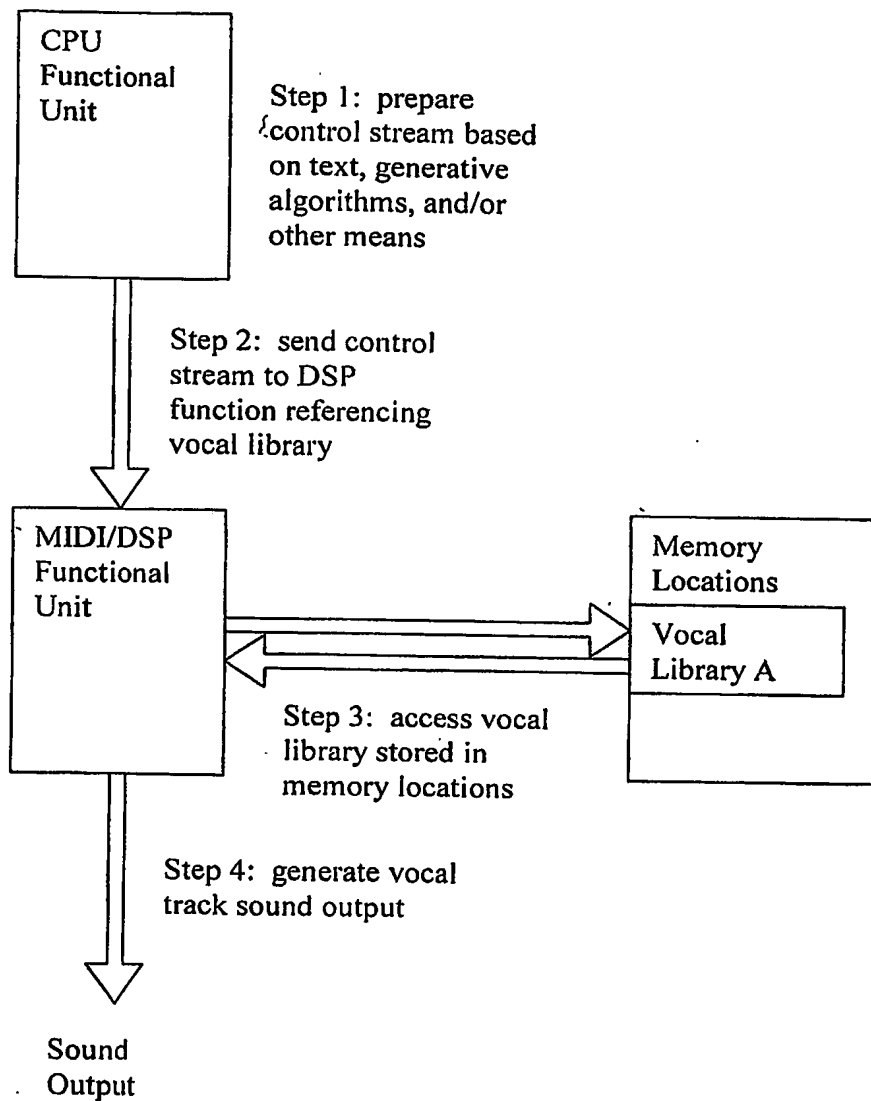 CPU
Functional
Unit
Step 1: prepare
control stream based
on text, generative
algorithms, and/or
other means
Step 2: send control
stream to DSP
function referencing
vocal library
MIDI/DSP
Functional
Unit
Memory
Locations
Vocal
Library A
Step 3: access vocal
library stored in
memory locations
Step 4: generate vocal
track sound output
Sound
Output